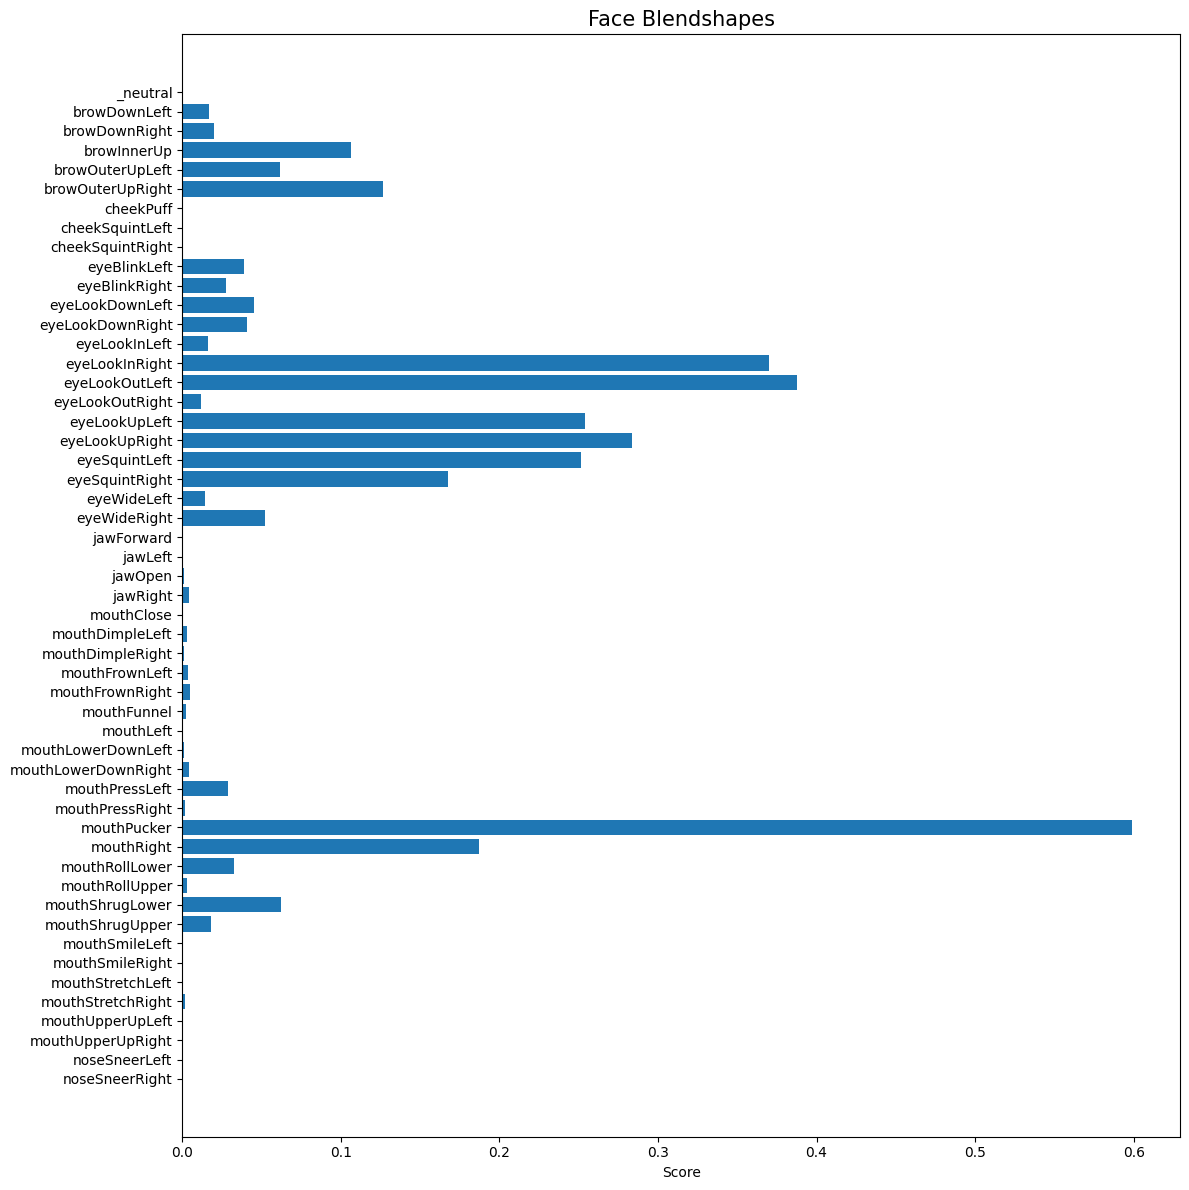 Face Blendshapes
_neutral
browDownLeft
browDownRight
browInnerUp
browOuterUpLeft
browOuterUpRight
cheekPuff
cheekSquintLeft
cheekSquintRight
eyeBlinkLeft
eyeBlinkRight
eyeLookDownLeft
eyeLookDownRight
eyeLookInLeft
eyeLookInRight
eyeLookOutLeft
eyeLookOutRight
eyeLookUpLeft
eyeLookUpRight
eyeSquintLeft
eyeSquintRight
eyeWideLeft
eyeWideRight
jawForward
jawLeft
jawOpen
jawRight
mouthClose
mouthDimpleLeft
mouthDimpleRight
mouthFrownLeft
mouthFrownRight
mouthFunnel
mouthLeft
mouthLowerDownLeft
mouthLowerDownRight
mouthPressLeft
mouthPressRight
mouthPucker
mouthRight
mouthRollLower
mouthRollUpper
mouthShrugLower
mouthShrugUpper
mouthSmileLeft
mouthSmileRight
mouthStretchLeft
mouthStretchRight
mouthUpperUpLeft
mouthUpperUpRight
noseSneerLeft
noseSneerRight
0.0 0.1 0.2 0.3 0.4 0.5 0.6
Score